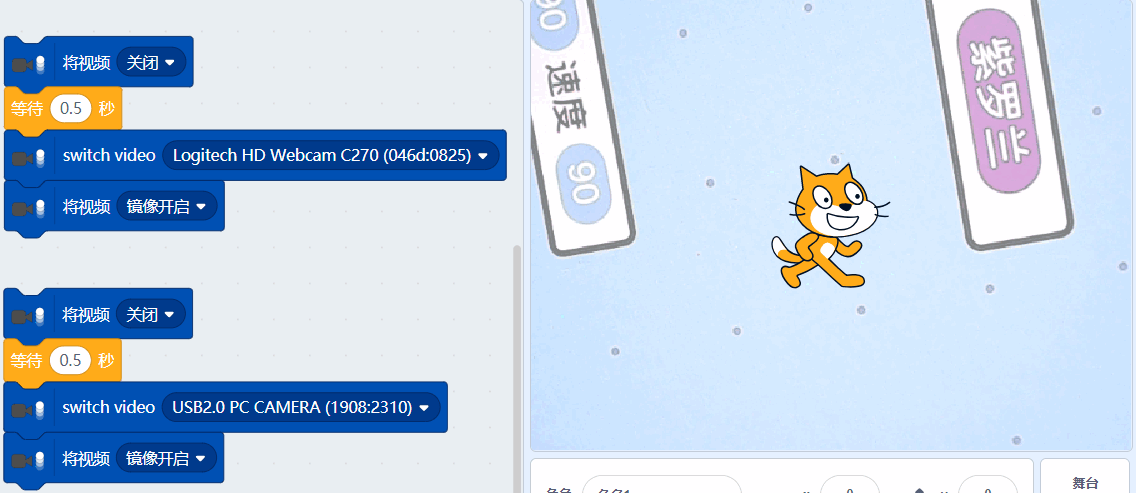 将视频 关闭
等待 0.5 秒
switch video Logitech HD Webcam C270 (046d:0825)
将视频 镜像开启
将视频 关闭
等待 0.5 秒
switch video USB2.0 PC CAMERA (1908:2310)
将视频 镜像开启
90
速度
90
紫罗兰
舞台